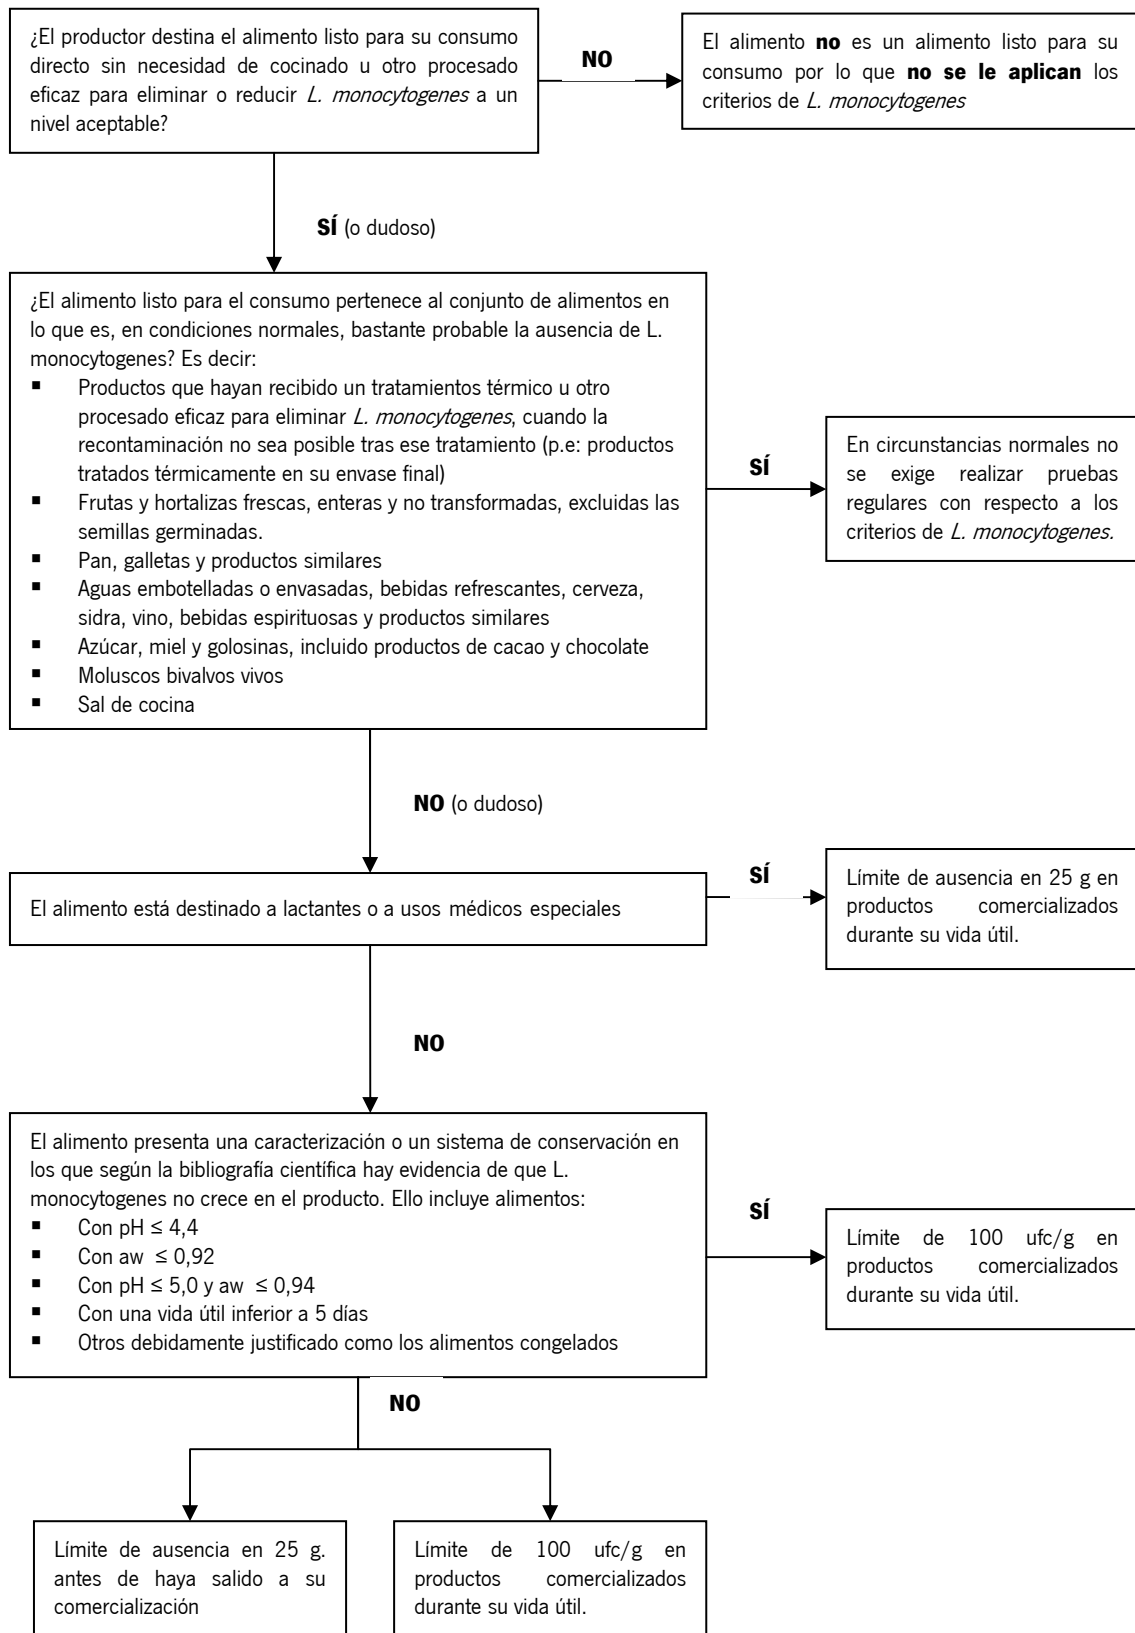 ¿El productor destina el alimento listo para su consumo
directo sin necesidad de cocinado u otro procesado
eficaz para eliminar o reducir L. monocytogenes a un
nivel aceptable?
NO
El alimento no es un alimento listo para su
consumo por lo que no se le aplican los
criterios de L. monocytogenes
SÍ (o dudoso)
¿El alimento listo para el consumo pertenece al conjunto de alimentos en
lo que es, en condiciones normales, bastante probable la ausencia de L.
monocytogenes? Es decir:
▪ Productos que hayan recibido un tratamientos térmico u otro
procesado eficaz para eliminar L. monocytogenes, cuando la
recontaminación no sea posible tras ese tratamiento (p.e: productos
tratados térmicamente en su envase final)
▪ Frutas y hortalizas frescas, enteras y no transformadas, excluidas las
semillas germinadas.
▪ Pan, galletas y productos similares
▪ Aguas embotelladas o envasadas, bebidas refrescantes, cerveza,
sidra, vino, bebidas espirituosas y productos similares
▪ Azúcar, miel y golosinas, incluido productos de cacao y chocolate
▪ Moluscos bivalvos vivos
▪ Sal de cocina
SÍ
En circunstancias normales no
se exige realizar pruebas
regulares con respecto a los
criterios de L. monocytogenes.
NO (o dudoso)
El alimento está destinado a lactantes o a usos médicos especiales
SÍ
Límite de ausencia en 25 g en
productos comercializados
durante su vida útil.
NO
El alimento presenta una caracterización o un sistema de conservación en
los que según la bibliografía científica hay evidencia de que L.
monocytogenes no crece en el producto. Ello incluye alimentos:
▪ Con pH ≤ 4,4
▪ Con aw ≤ 0,92
▪ Con pH ≤ 5,0 y aw ≤ 0,94
▪ Con una vida útil inferior a 5 días
▪ Otros debidamente justificado como los alimentos congelados
SÍ
Límite de 100 ufc/g en
productos comercializados
durante su vida útil.
NO
Límite de ausencia en 25 g.
antes de haya salido a su
comercialización
Límite de 100 ufc/g en
productos comercializados
durante su vida útil.